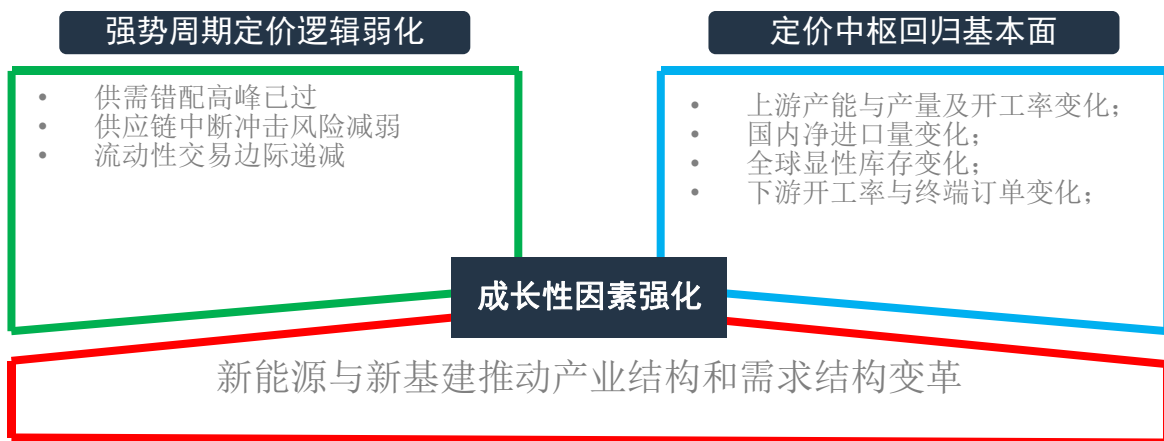 强势周期定价逻辑弱化
• 供需错配高峰已过
• 供应链中断冲击风险减弱
• 流动性交易边际递减
定价中枢回归基本面
• 上游产能与产量及开工率变化；
• 国内净进口量变化；
• 全球显性库存变化；
• 下游开工率与终端订单变化；
成长性因素强化
新能源与新基建推动产业结构和需求结构变革